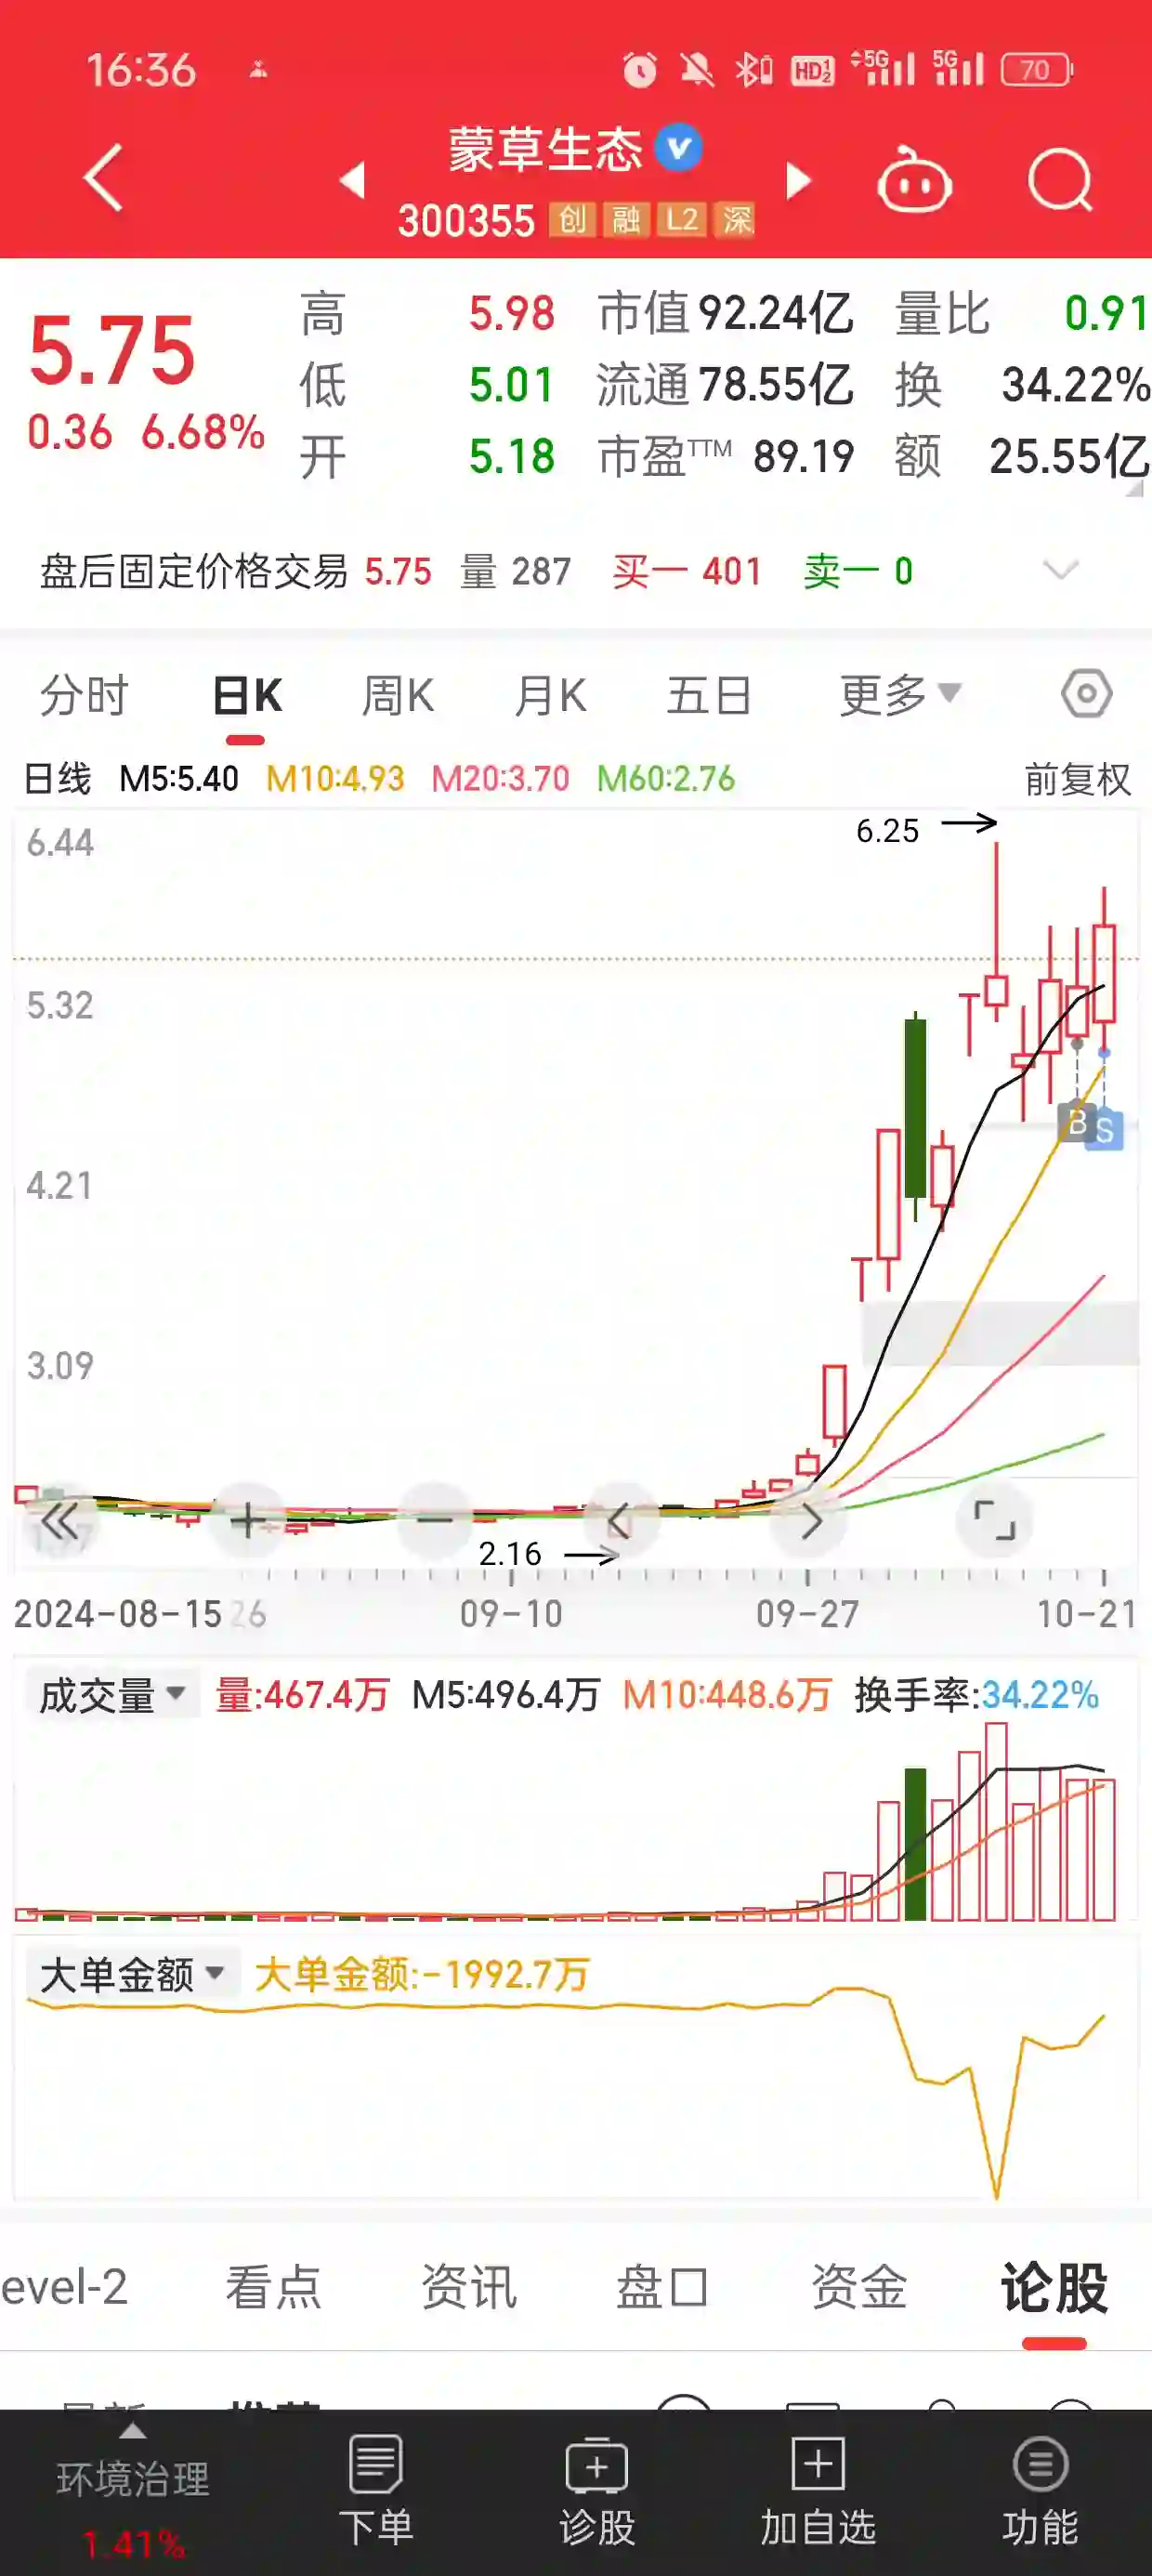 16:36 HD 5G 5G 70
蒙草生态
300355 创 融 L2 深
5.75
0.36 6.68%
高 5.98 市值 92.24亿 量比 0.91
低 5.01 流通 78.55亿 换 34.22%
开 5.18 市盈TTM 89.19 额 25.55亿
盘后固定价格交易 5.75 量 287 买一 401 卖一 0
分时 日K 周K 月K 五日 更多
日线 M5:5.40 M10:4.93 M20:3.70 M60:2.76 前复权
6.44
6.25
5.32
B S
4.21
3.09
2.16
2024-08-15 26 09-10 09-27 10-21
成交量 量:467.4万 M5:496.4万 M10:448.6万 换手率:34.22%
大单金额 大单金额:-1992.7万
evel-2 看点 资讯 盘口 资金 论股
环境治理
1.41%
下单 诊股 加自选 功能